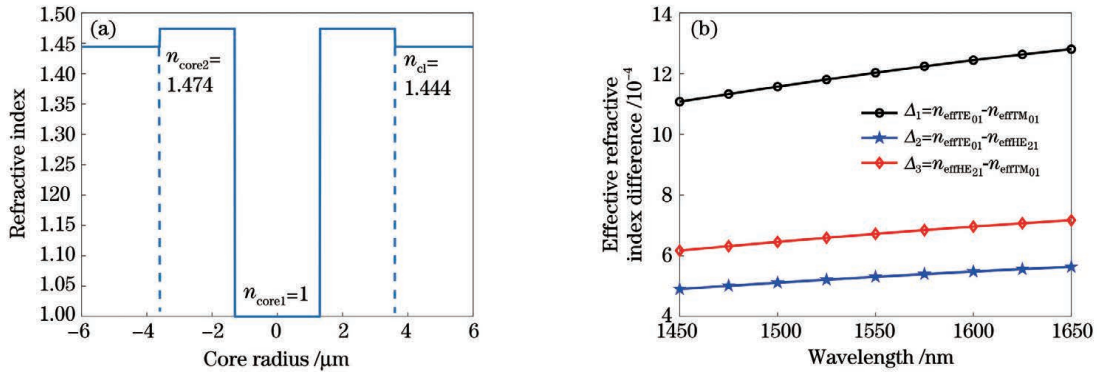 (a)
Refractive index
1.50
1.45
1.40
1.35
1.30
1.25
1.20
1.15
1.10
1.05
1.00
n_core2=
1.474
n_cl=
1.444
n_core1=1
−6 −4 −2 0 2 4 6
Core radius /μm
(b)
Effective refractive
index difference /10⁻⁴
12
10
8
6
4
Δ₁=n_effTE₀₁-n_effTM₀₁
Δ₂=n_effTE₀₁-n_effHE₂₁
Δ₃=n_effHE₂₁-n_effTM₀₁
1450 1500 1550 1600 1650
Wavelength /nm